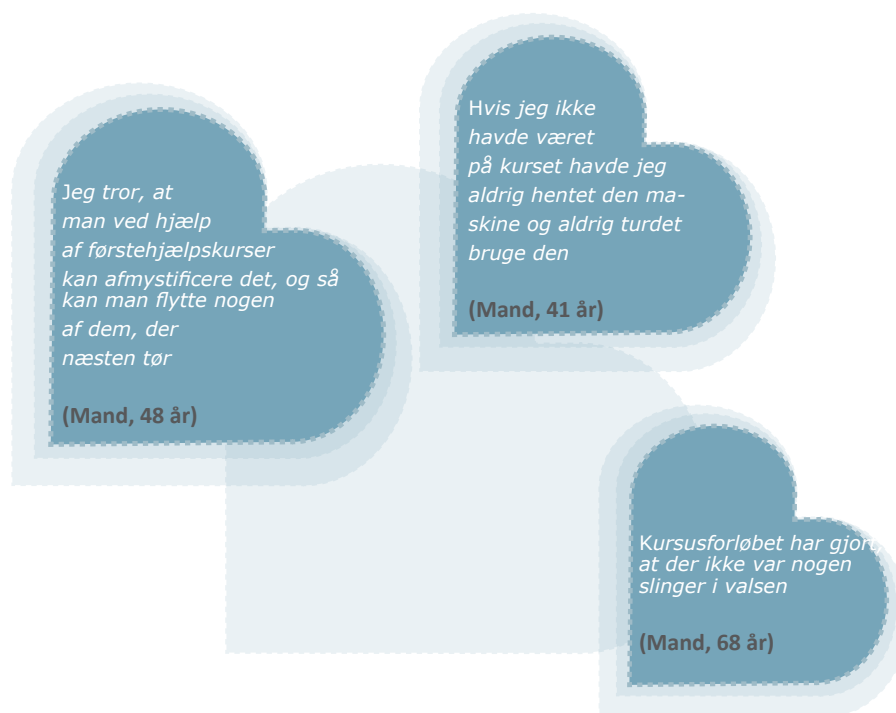 Jeg tror, at
man ved hjælp
af førstehjælpskurser
kan afmystificere det, og så
kan man flytte nogen
af dem, der
næsten tør
(Mand, 48 år)
Hvis jeg ikke
havde været
på kurset havde jeg
aldrig hentet den ma-
skine og aldrig turdet
bruge den
(Mand, 41 år)
Kursusforløbet har gjort,
at der ikke var nogen
slinger i valsen
(Mand, 68 år)